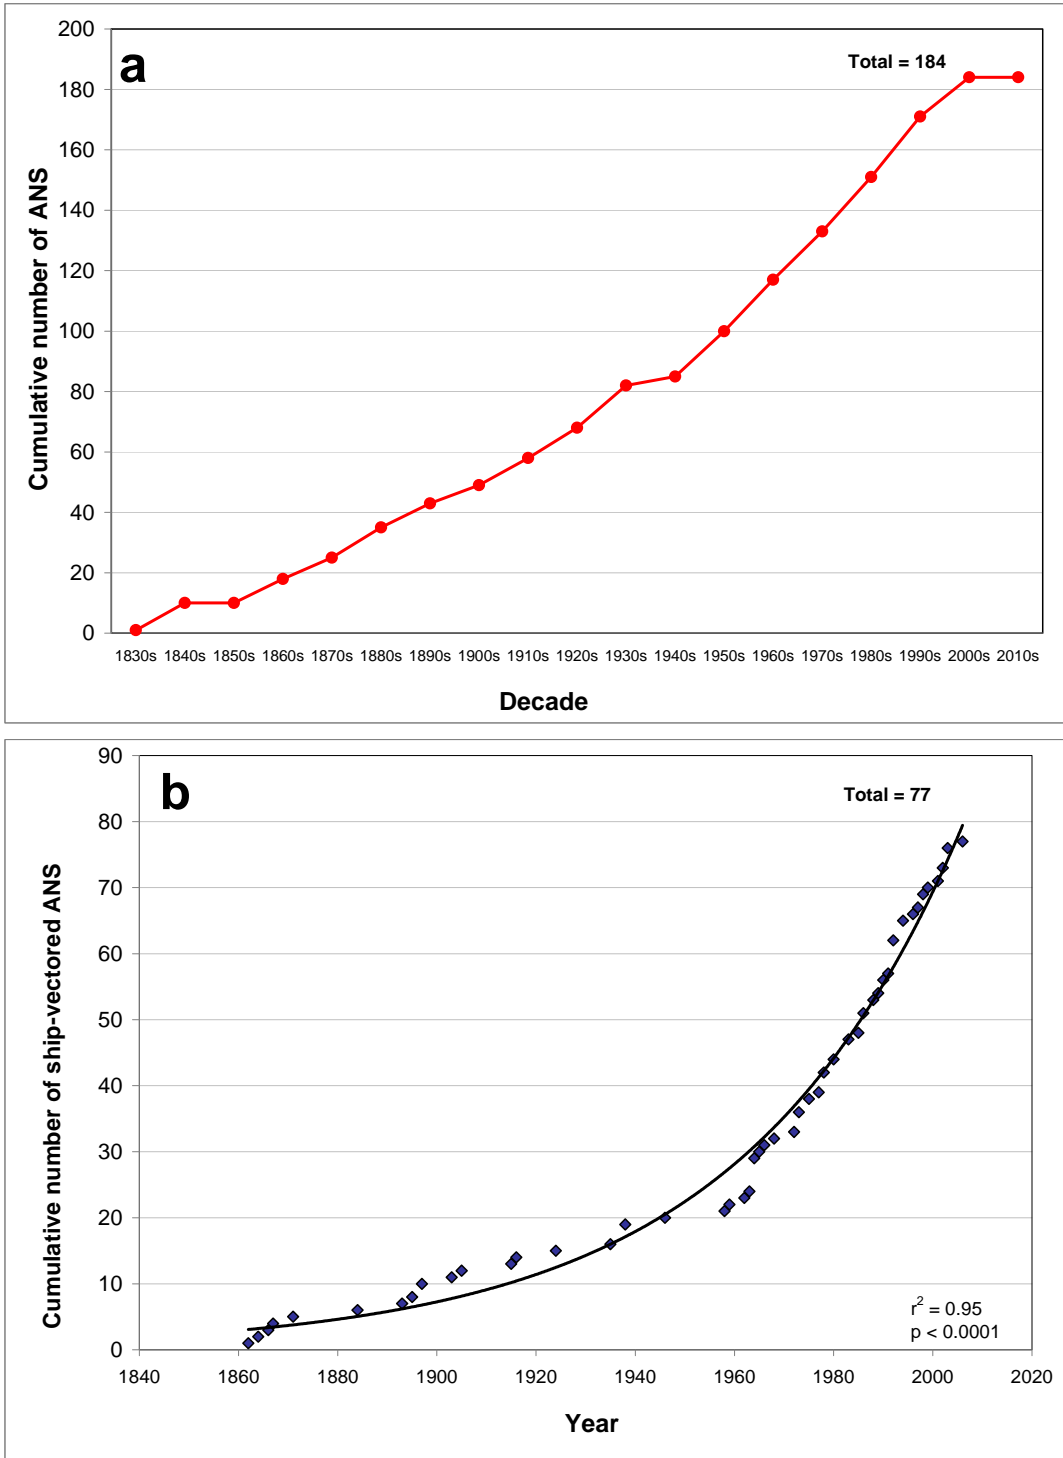 a
Total = 184
Cumulative number of ANS
200
180
160
140
120
100
80
60
40
20
0
1830s 1840s 1850s 1860s 1870s 1880s 1890s 1900s 1910s 1920s 1930s 1940s 1950s 1960s 1970s 1980s 1990s 2000s 2010s
Decade
b
Total = 77
Cumulative number of ship-vectored ANS
90
80
70
60
50
40
30
20
10
0
r² = 0.95
p < 0.0001
1840 1860 1880 1900 1920 1940 1960 1980 2000 2020
Year